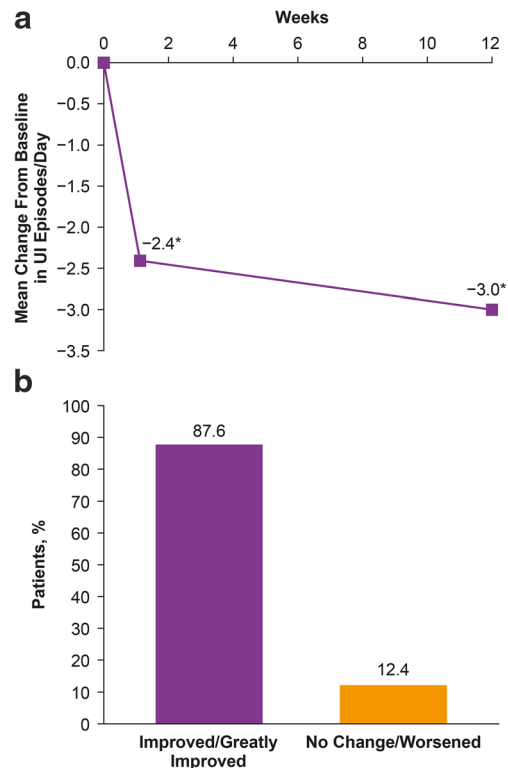 a
Weeks
0 2 4 6 8 10 12
Mean Change From Baseline
in UI Episodes/Day
0.0
−0.5
−1.0
−1.5
−2.0
−2.5
−3.0
−3.5
−2.4*
−3.0*
b
Patients, %
100
90
80
70
60
50
40
30
20
10
0
87.6
12.4
Improved/Greatly
Improved
No Change/Worsened